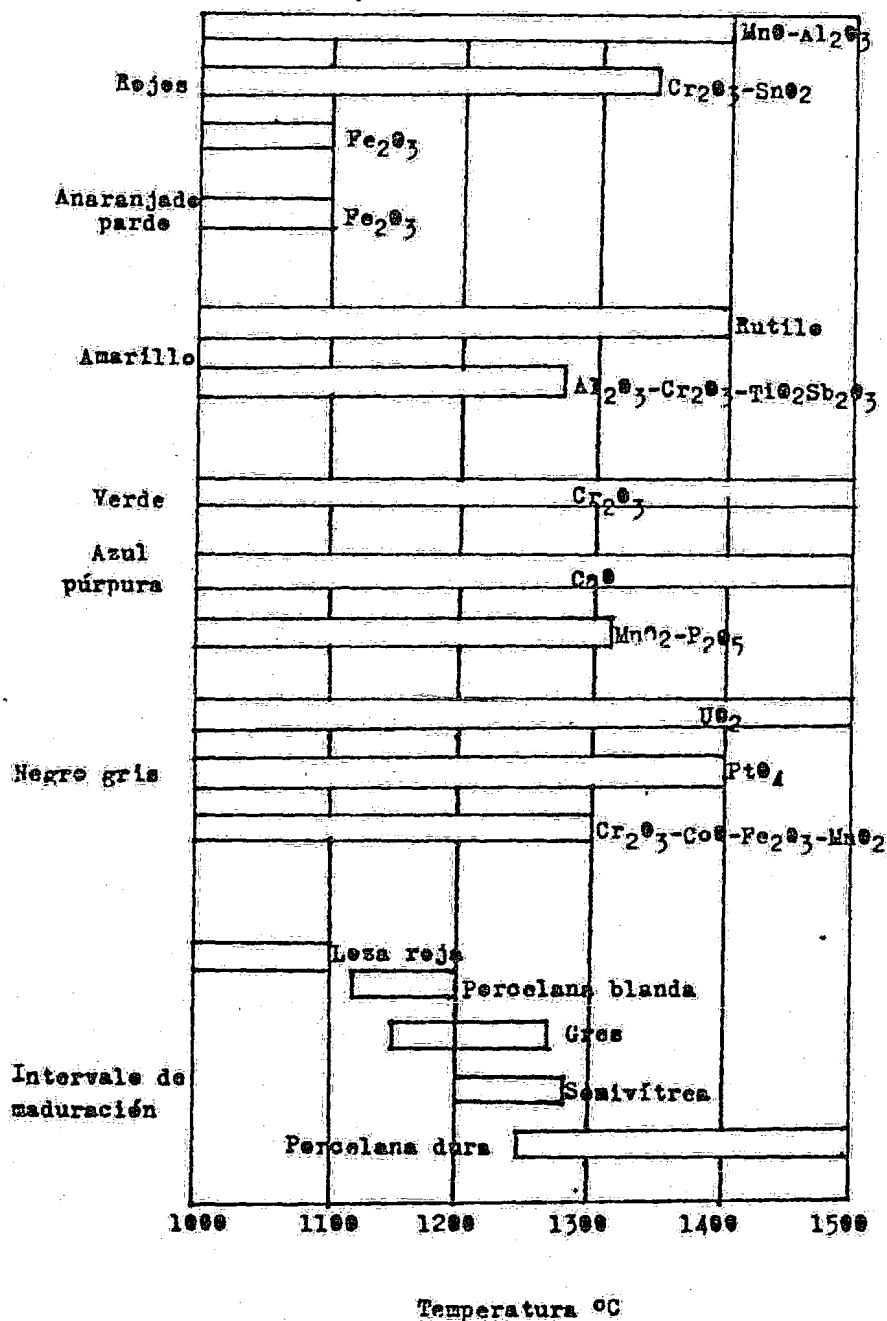 MnO-Al2O3
Rojos
Cr2O3-SnO2
Fe2O3
Anaranjado
pardo
Fe2O3
Rutilo
Amarillo
Al2O3-Cr2O3-TiO2Sb2O3
Verde
Cr2O3
Azul
púrpura
CoO
MnO2-P2O5
UO2
Negro gris
PtO4
Cr2O3-CoO-Fe2O3-MnO2
Loza roja
Porcelana blanda
Gres
Intervalo de
maduración
Semivítrea
Porcelana dura
1000 1100 1200 1300 1400 1500
Temperatura ºC